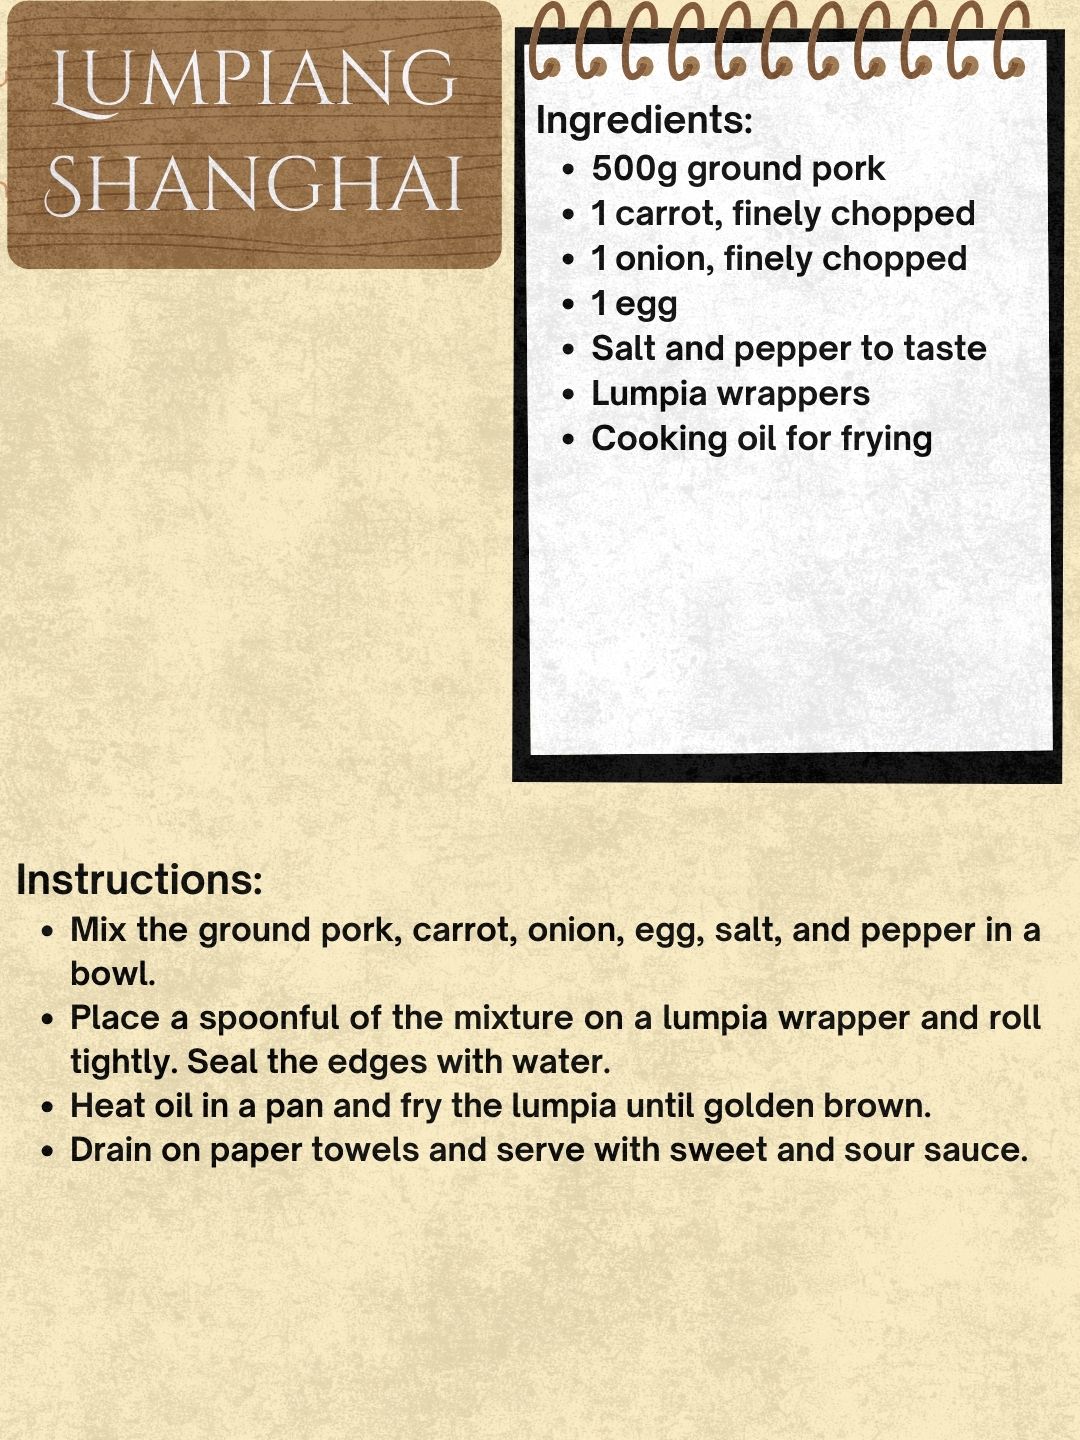 LUMPIANG
SHANGHAI
Ingredients:
• 500g ground pork
• 1 carrot, finely chopped
• 1 onion, finely chopped
• 1 egg
• Salt and pepper to taste
• Lumpia wrappers
• Cooking oil for frying
Instructions:
• Mix the ground pork, carrot, onion, egg, salt, and pepper in a
bowl.
• Place a spoonful of the mixture on a lumpia wrapper and roll
tightly. Seal the edges with water.
• Heat oil in a pan and fry the lumpia until golden brown.
• Drain on paper towels and serve with sweet and sour sauce.